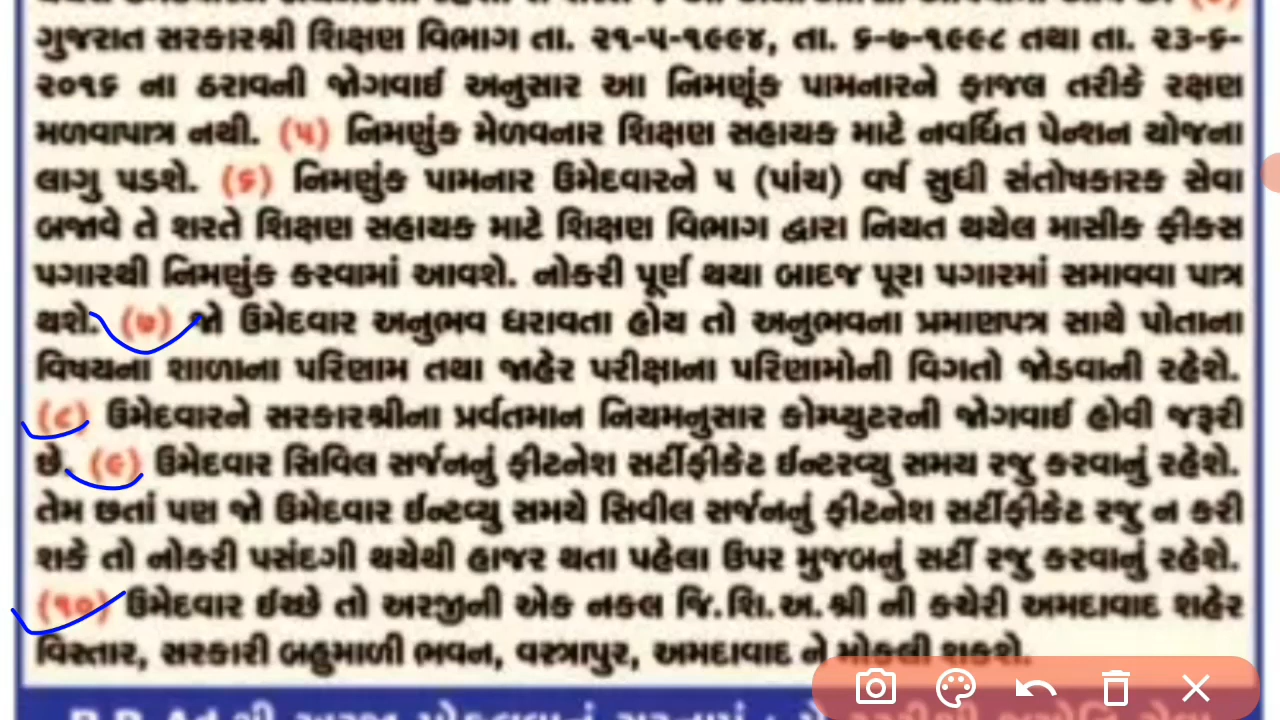 ગુજરાત સરકારશ્રી શિક્ષણ વિભાગ તા. ૨૧-૫-૧૯૯૪, તા. ૬-૭-૧૯૯૮ તથા તા. ૨૩-૬-
૨૦૧૬ ના ઠરાવની જોગવાઈ અનુસાર આ નિમણૂંક પામનારને ફાજલ તરીકે રક્ષણ
મળવાપાત્ર નથી. (૫) નિમણુંક મેળવનાર શિક્ષણ સહાયક માટે નવર્ધિત પેન્શન યોજના
લાગુ પડશે. (૬) નિમણુંક પામનાર ઉમેદવારને ૫ (પાંચ) વર્ષ સુધી સંતોષકારક સેવા
બજાવે તે શરતે શિક્ષણ સહાયક માટે શિક્ષણ વિભાગ દ્વારા નિયત થયેલ માસીક ફીકસ
પગારથી નિમણુંક કરવામાં આવશે. નોકરી પૂર્ણ થયા બાદજ પૂરા પગારમાં સમાવવા પાત્ર
થશે. (૭) જો ઉમેદવાર અનુભવ ધરાવતા હોય તો અનુભવના પ્રમાણપત્ર સાથે પોતાના
વિષયના શાળાના પરિણામ તથા જાહેર પરીક્ષાના પરિણામોની વિગતો જોડવાની રહેશે.
(૮) ઉમેદવારને સરકારશ્રીના પ્રર્વતમાન નિયમનુસાર કોમ્પ્યુટરની જોગવાઈ હોવી જરૂરી
છે. (૯) ઉમેદવાર સિવિલ સર્જનનું ફીટનેશ સર્ટીફીકેટ ઈન્ટરવ્યુ સમય રજુ કરવાનું રહેશે.
તેમ છતાં પણ જો ઉમેદવાર ઈન્ટવ્યુ સમયે સિવીલ સર્જનનું ફીટનેશ સર્ટીફીકેટ રજુ ન કરી
શકે તો નોકરી પસંદગી થયેથી હાજર થતા પહેલા ઉપર મુજબનું સર્ટી રજુ કરવાનું રહેશે.
(૧૦) ઉમેદવાર ઈચ્છે તો અરજીની એક નકલ જિ.શિ.અ.શ્રી ની કચેરી અમદાવાદ શહેર
વિસ્તાર, સરકારી બહુમાળી ભવન, વસ્ત્રાપુર, અમદાવાદ ને મોકલી શકશે.